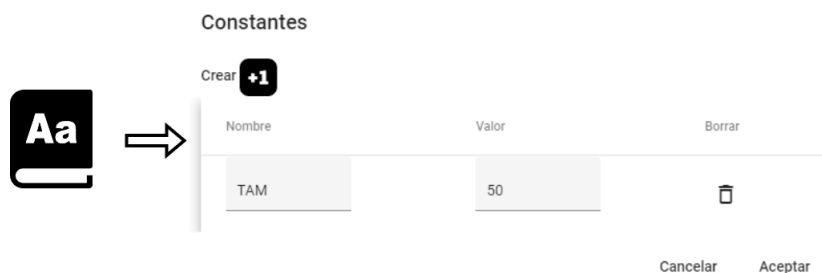 Constantes
Crear +1
Aa
Nombre Valor Borrar
TAM 50
Cancelar Aceptar